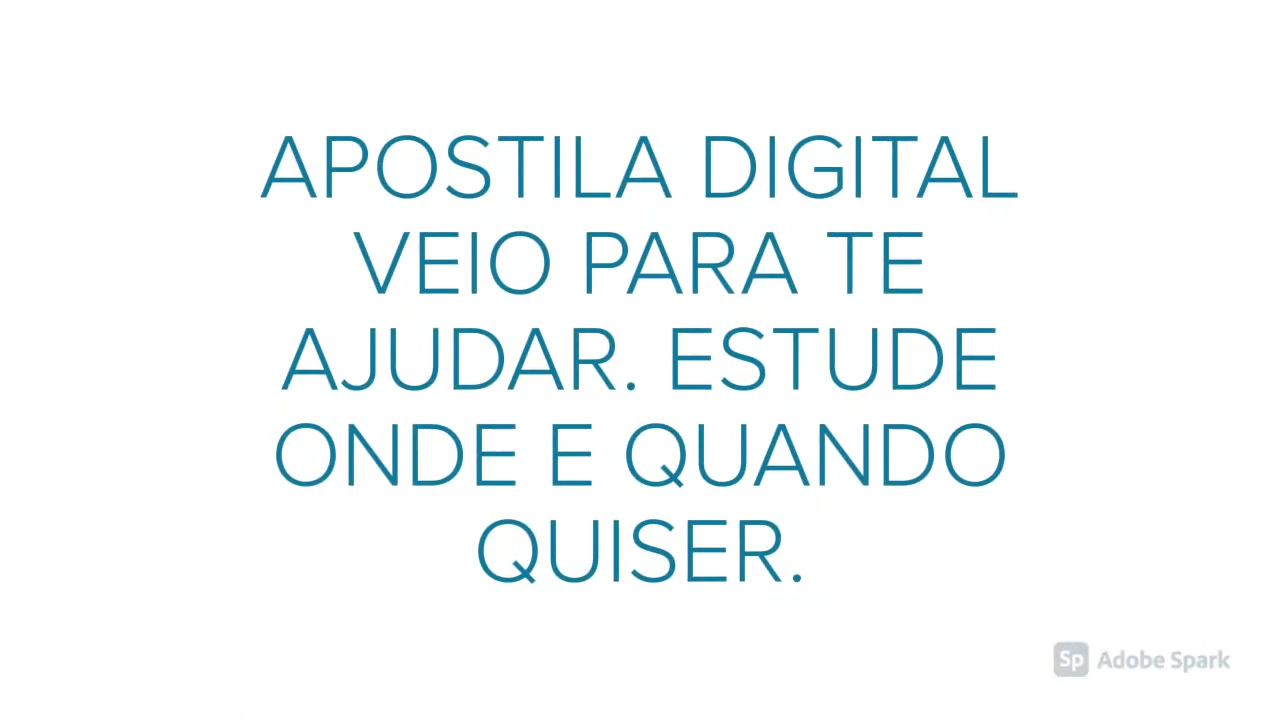 APOSTILA DIGITAL
VEIO PARA TE
AJUDAR. ESTUDE
ONDE E QUANDO
QUISER.
Sp Adobe Spark